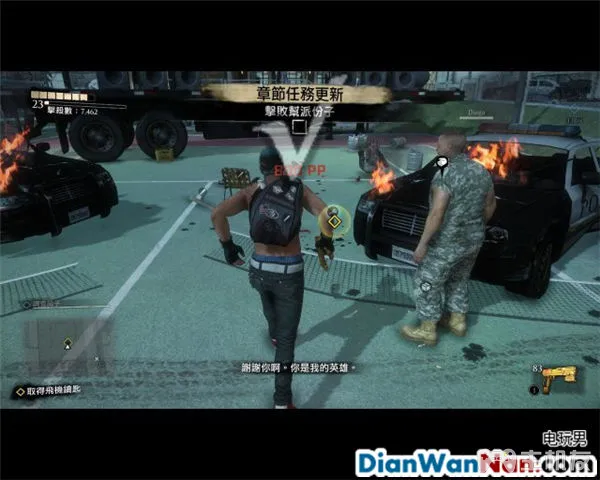 章節任務更新
擊敗幫派份子
23
擊殺數：7,462
Diego
PP
謝謝你啊。你是我的英雄。
取得飛機鑰匙
83
电玩男
DianWanNan.com